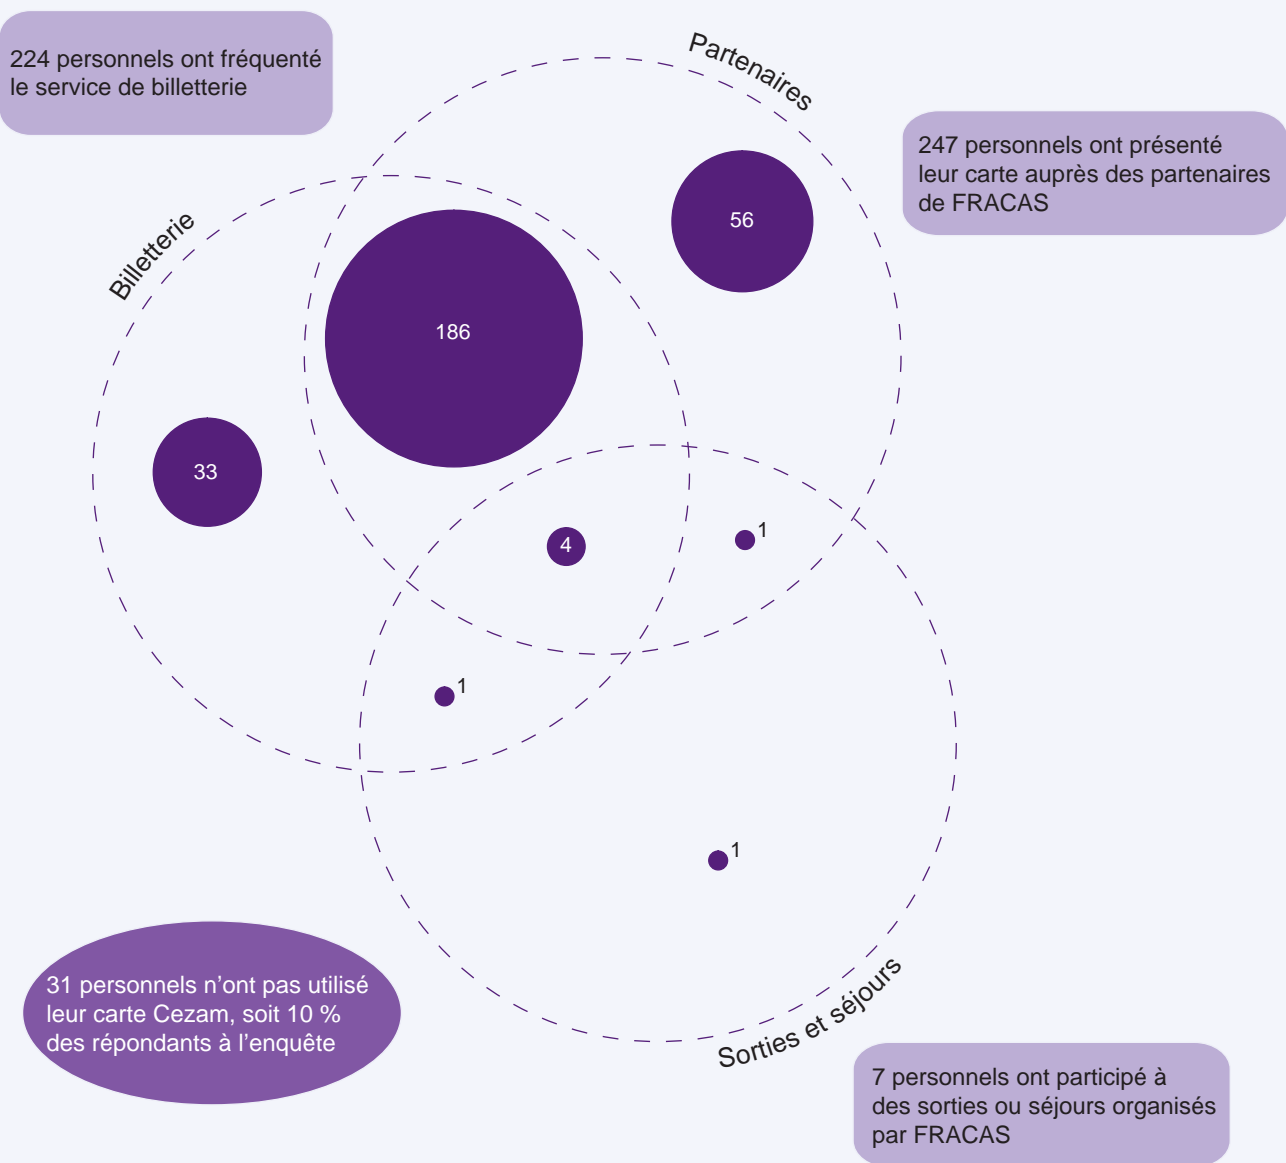 224 personnels ont fréquenté
le service de billetterie
Partenaires
247 personnels ont présenté
leur carte auprès des partenaires
de FRACAS
Billetterie
56
186
33
4
1
1
1
31 personnels n’ont pas utilisé
leur carte Cezam, soit 10 %
des répondants à l’enquête
Sorties et séjours
7 personnels ont participé à
des sorties ou séjours organisés
par FRACAS